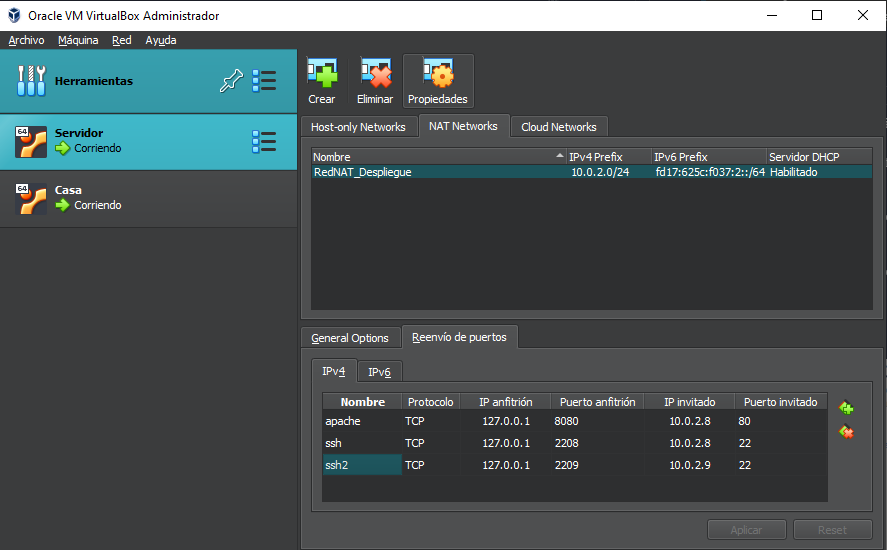 Oracle VM VirtualBox Administrador
Archivo Máquina Red Ayuda
Herramientas
64
Servidor
Corriendo
64
Casa
Corriendo
Crear Eliminar Propiedades
Host-only Networks NAT Networks Cloud Networks
Nombre IPv4 Prefix IPv6 Prefix Servidor DHCP
RedNAT_Despliegue 10.0.2.0/24 fd17:625c:f037:2::/64 Habilitado
General Options Reenvío de puertos
IPv4 IPv6
Nombre Protocolo IP anfitrión Puerto anfitrión IP invitado Puerto invitado
apache TCP 127.0.0.1 8080 10.0.2.8 80
ssh TCP 127.0.0.1 2208 10.0.2.8 22
ssh2 TCP 127.0.0.1 2209 10.0.2.9 22
Aplicar Reset